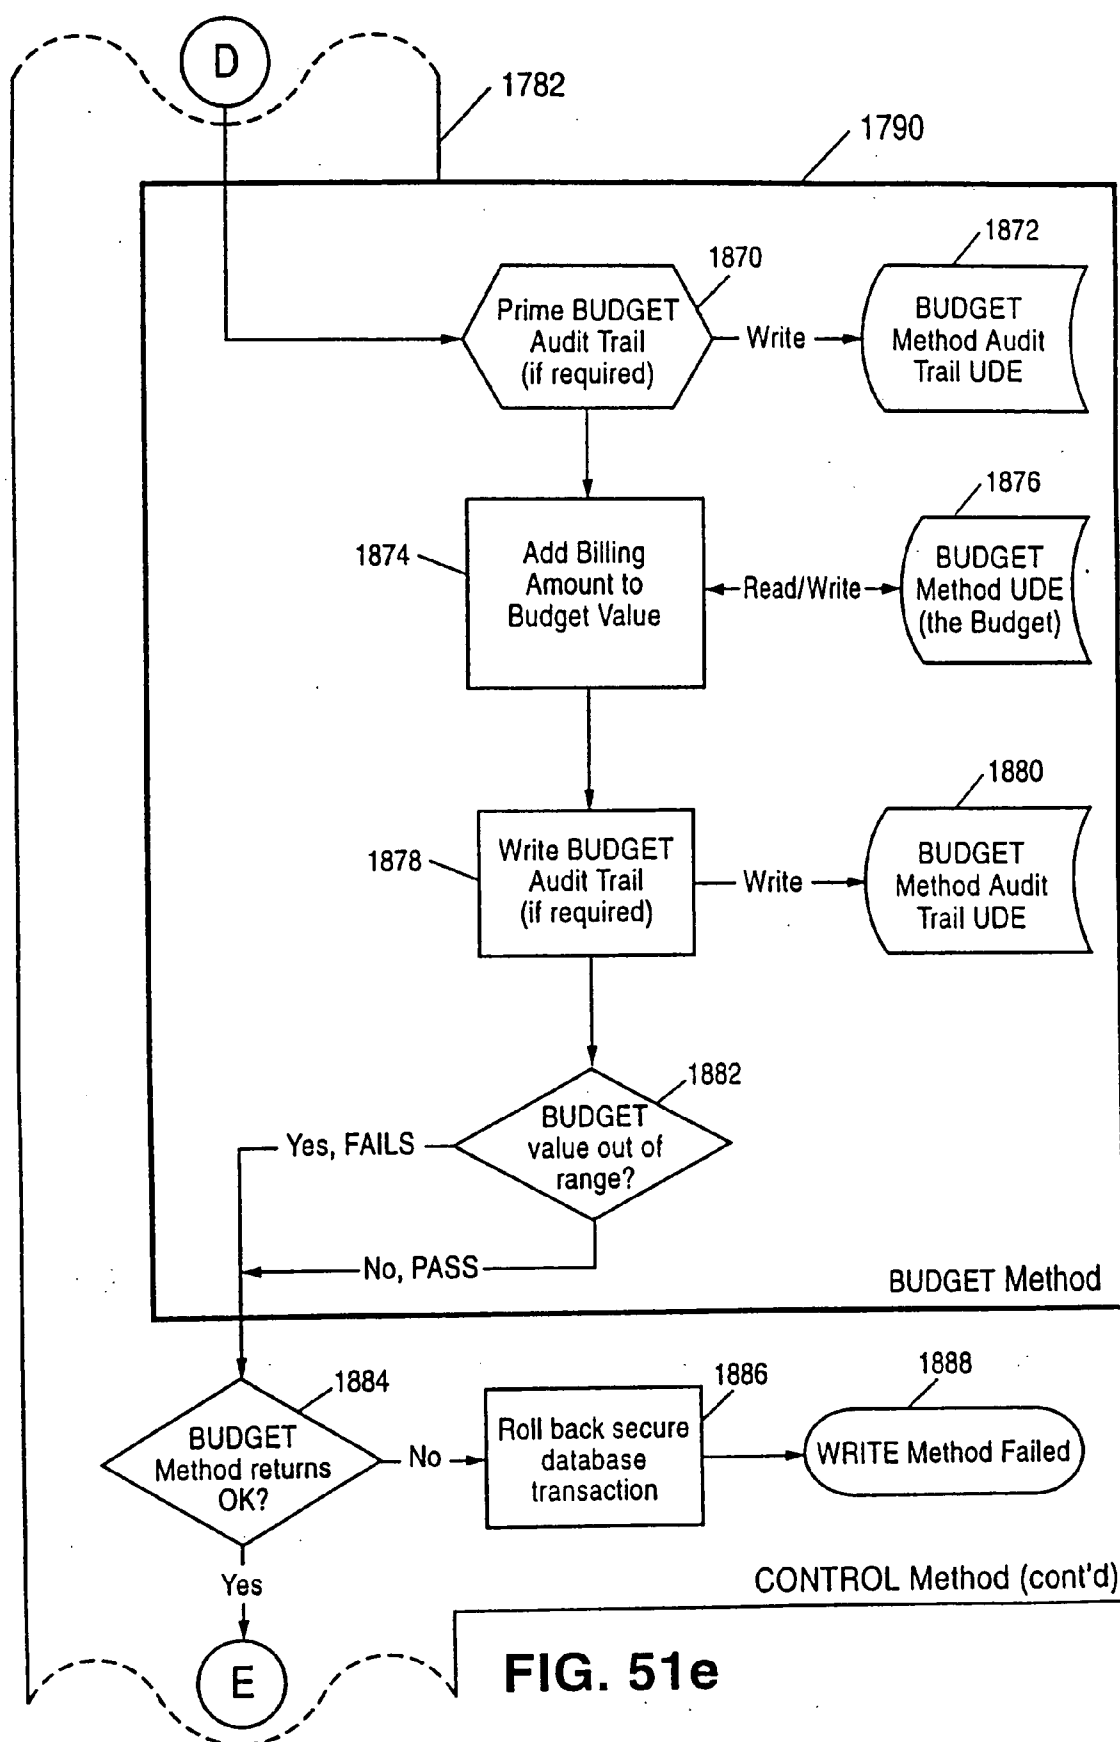 D
1782
1790
1870
1872
Prime BUDGET
Audit Trail
(if required)
Write
BUDGET
Method Audit
Trail UDE
1874
Add Billing
Amount to
Budget Value
Read/Write
1876
BUDGET
Method UDE
(the Budget)
1878
Write BUDGET
Audit Trail
(if required)
Write
1880
BUDGET
Method Audit
Trail UDE
1882
BUDGET
value out of
range?
Yes, FAILS
No, PASS
BUDGET Method
1884
BUDGET
Method returns
OK?
No
1886
Roll back secure
database
transaction
1888
WRITE Method Failed
Yes
CONTROL Method (cont'd)
E
FIG. 51e